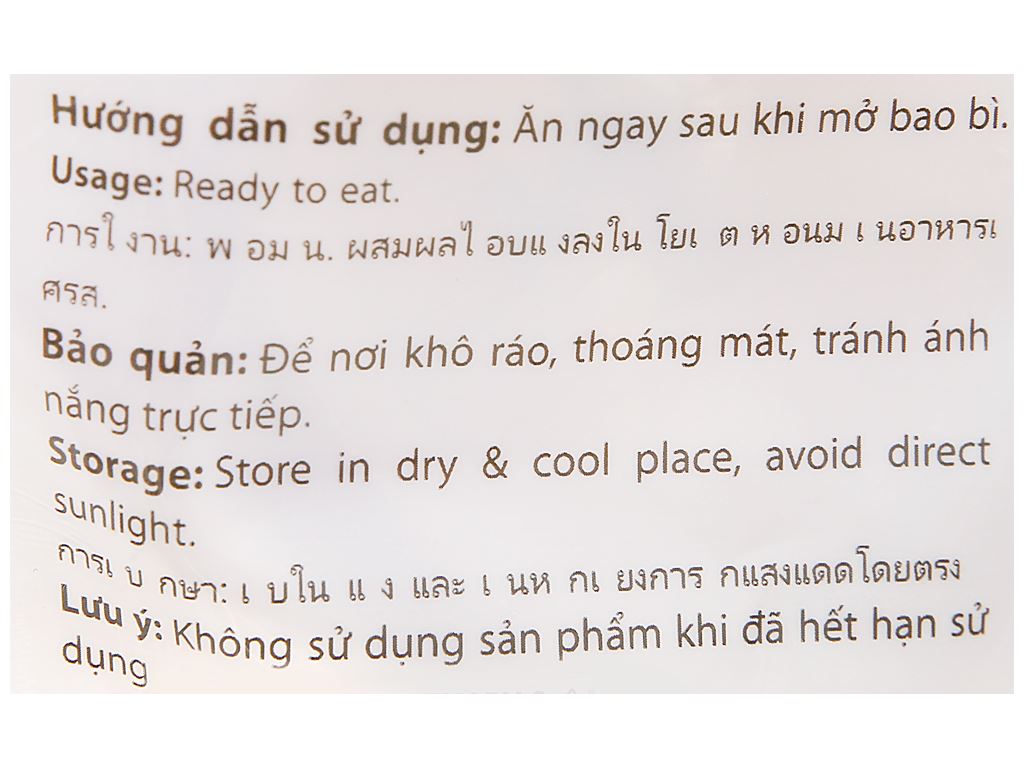 Hướng dẫn sử dụng: Ăn ngay sau khi mở bao bì.
Usage: Ready to eat.
การใ งาน: พ อม น. ผสมผลไ อบแ งลงใน โยเ ต ห อนม เ นอาหารเ
ศรส.
Bảo quản: Để nơi khô ráo, thoáng mát, tránh ánh
nắng trực tiếp.
Storage: Store in dry & cool place, avoid direct
sunlight.
การเ บ กษา: เ บใน แ ง และ เ นห กเ ยงการ กแสงแดดโดยตรง
Lưu ý: Không sử dụng sản phẩm khi đã hết hạn sử
dụng